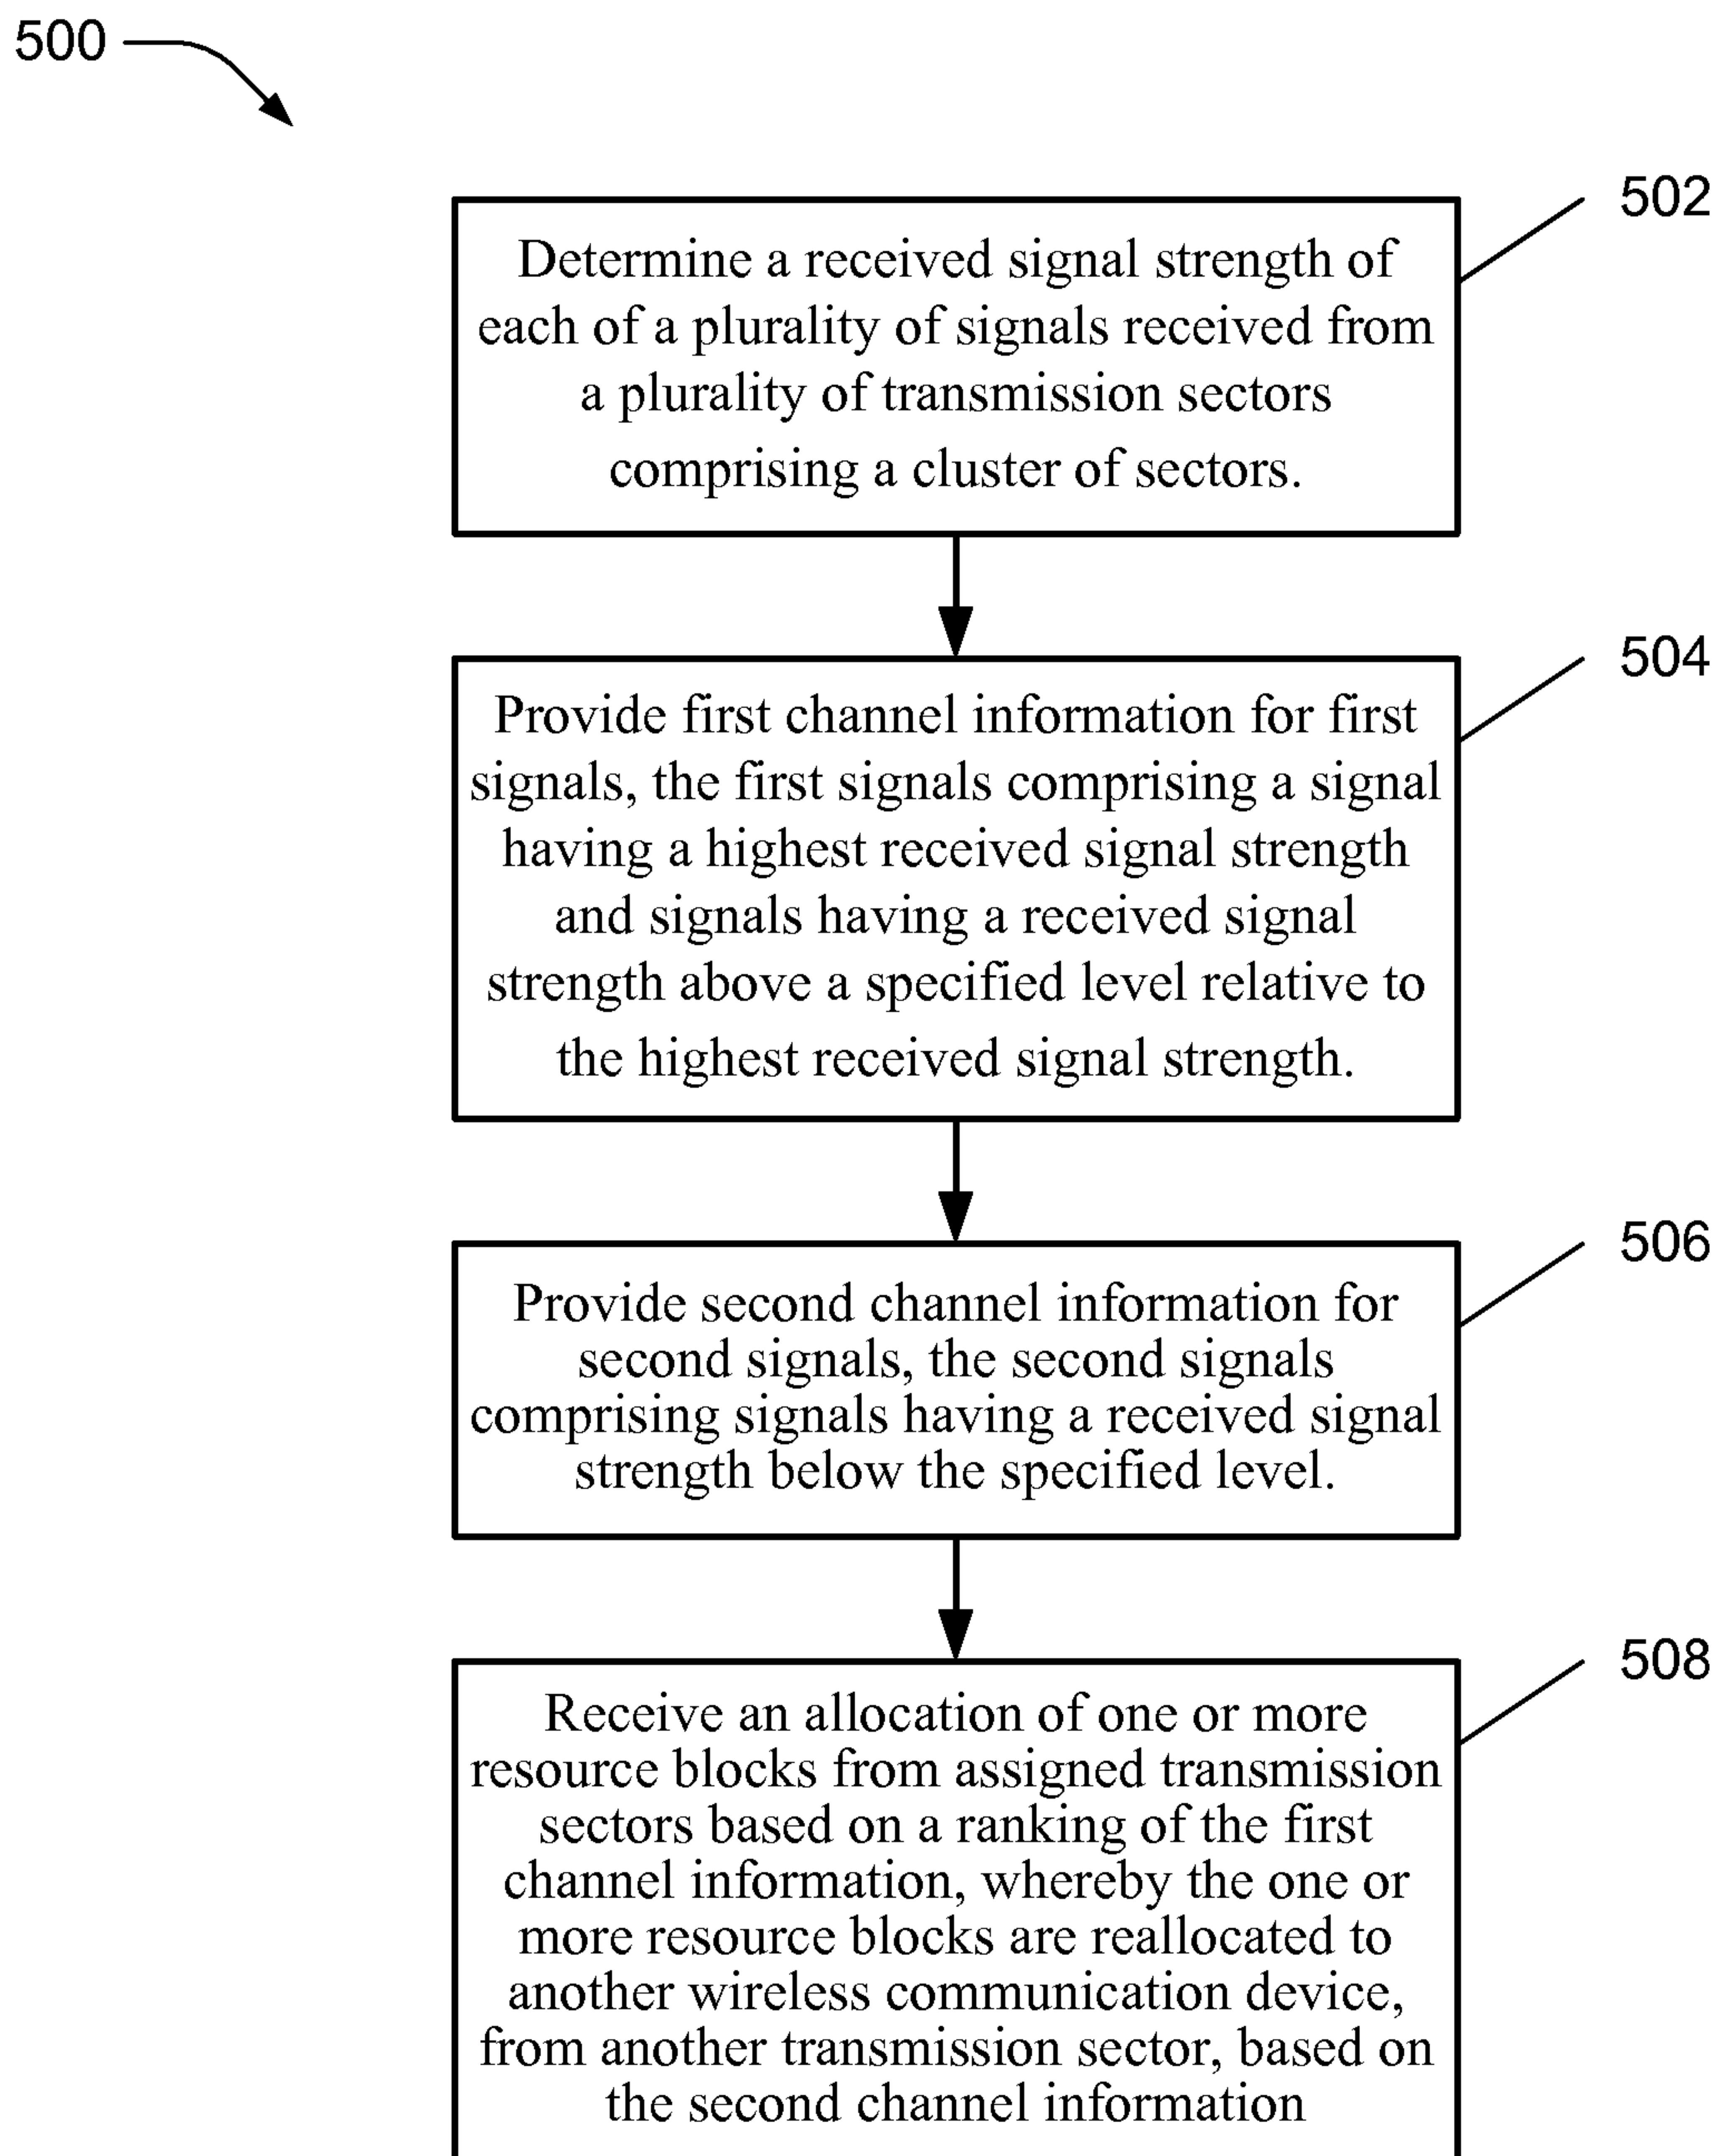 500
502
Determine a received signal strength of
each of a plurality of signals received from
a plurality of transmission sectors
comprising a cluster of sectors.
504
Provide first channel information for first
signals, the first signals comprising a signal
having a highest received signal strength
and signals having a received signal
strength above a specified level relative to
the highest received signal strength.
506
Provide second channel information for
second signals, the second signals
comprising signals having a received signal
strength below the specified level.
508
Receive an allocation of one or more
resource blocks from assigned transmission
sectors based on a ranking of the first
channel information, whereby the one or
more resource blocks are reallocated to
another wireless communication device,
from another transmission sector, based on
the second channel information